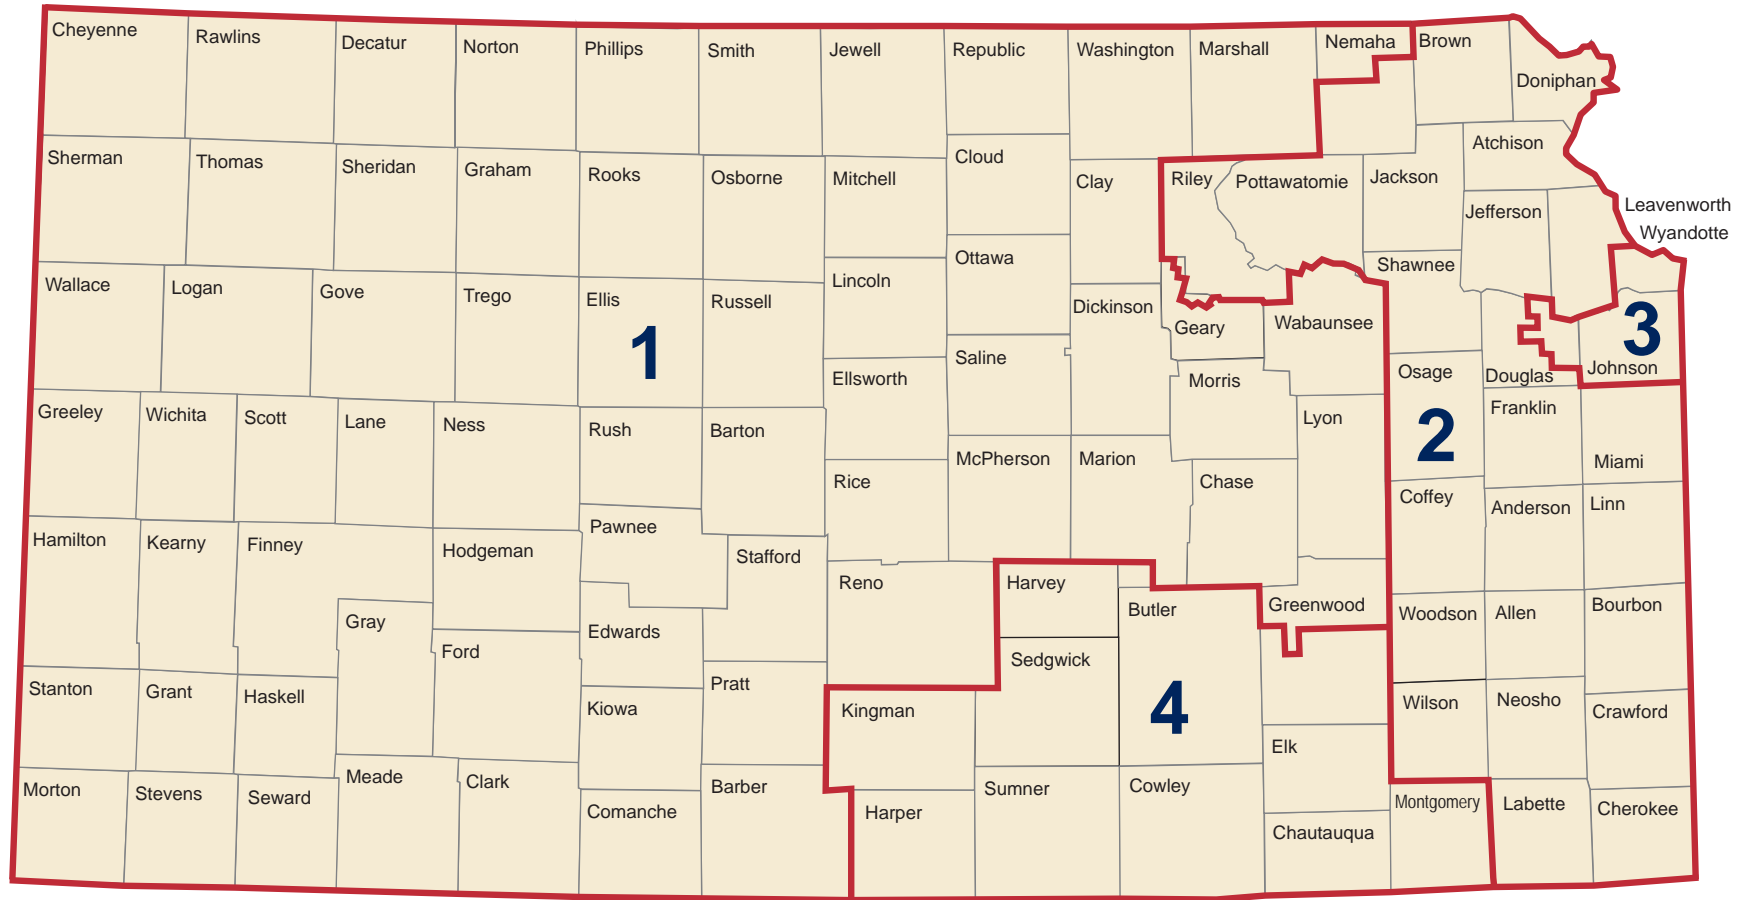 Cheyenne
Rawlins
Decatur
Norton
Phillips
Smith
Jewell
Republic
Washington
Marshall
Nemaha
Brown
Doniphan
Sherman
Thomas
Sheridan
Graham
Rooks
Osborne
Mitchell
Cloud
Clay
Riley
Pottawatomie
Jackson
Atchison
Jefferson
Leavenworth
Wyandotte
Wallace
Logan
Gove
Trego
Ellis
Russell
Lincoln
Ottawa
Dickinson
Geary
Wabaunsee
Shawnee
1
3
Saline
Ellsworth
Morris
Osage
Douglas
Johnson
Greeley
Wichita
Scott
Lane
Ness
Rush
Barton
Rice
McPherson
Marion
Chase
Lyon
2
Franklin
Miami
Coffey
Anderson
Linn
Hamilton
Kearny
Finney
Hodgeman
Pawnee
Stafford
Reno
Harvey
Butler
Greenwood
Woodson
Allen
Bourbon
Gray
Ford
Edwards
Sedgwick
Stanton
Grant
Haskell
Kiowa
Pratt
Kingman
4
Wilson
Neosho
Crawford
Elk
Morton
Stevens
Seward
Meade
Clark
Comanche
Barber
Harper
Sumner
Cowley
Chautauqua
Montgomery
Labette
Cherokee